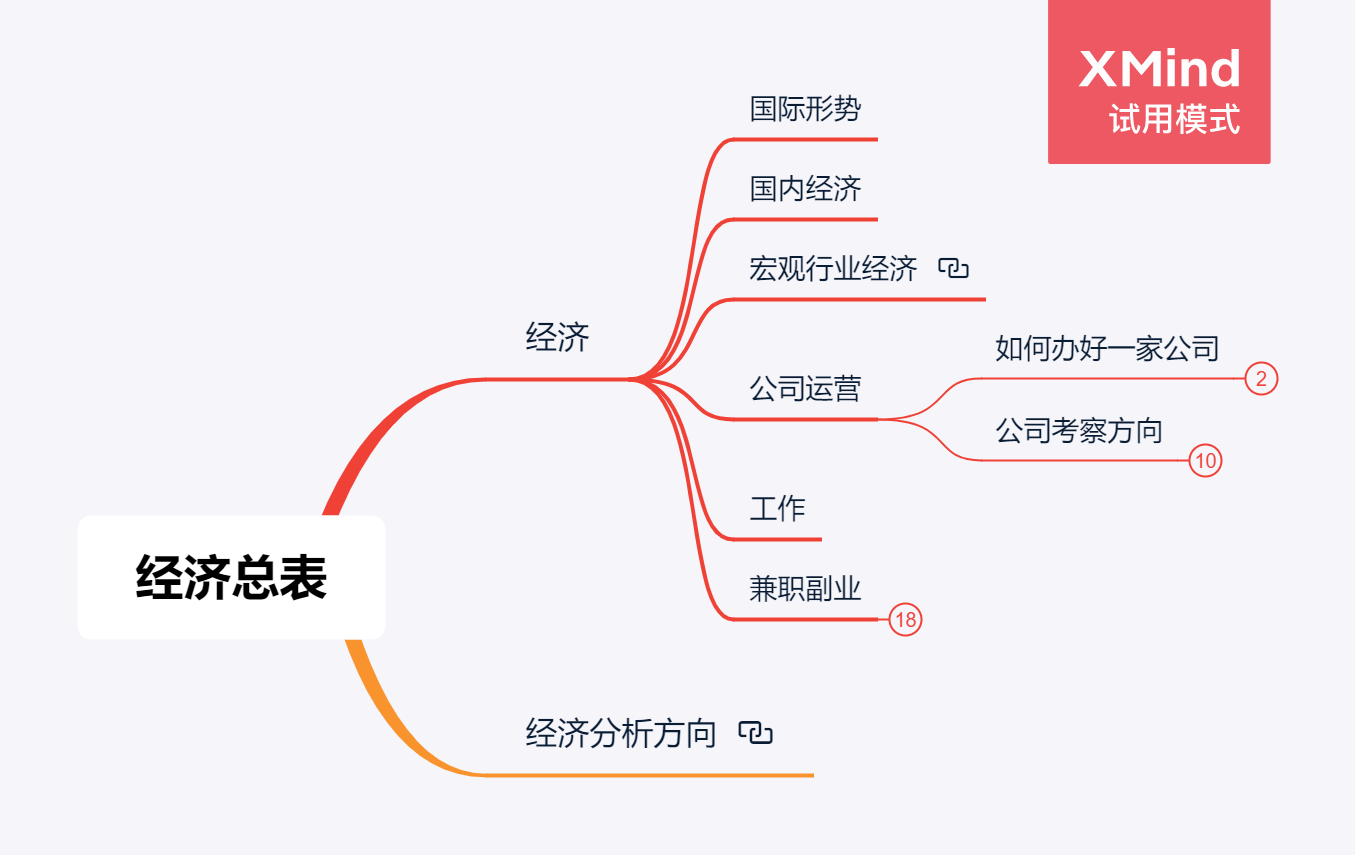 XMind
试用模式
国际形势
国内经济
宏观行业经济
经济
如何办好一家公司
2
公司运营
公司考察方向
10
工作
经济总表
兼职副业
18
经济分析方向